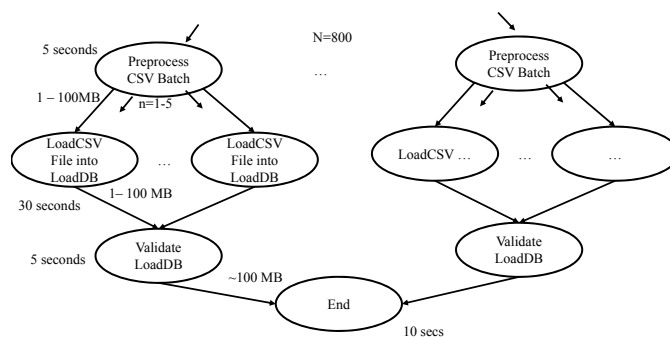 N=800
5 seconds
Preprocess
CSV Batch
…
Preprocess
CSV Batch
1 – 100MB
n=1-5
LoadCSV
File into
LoadDB
…
LoadCSV
File into
LoadDB
LoadCSV …
…
…
1– 100 MB
30 seconds
Validate
LoadDB
Validate
LoadDB
5 seconds
~100 MB
End
10 secs